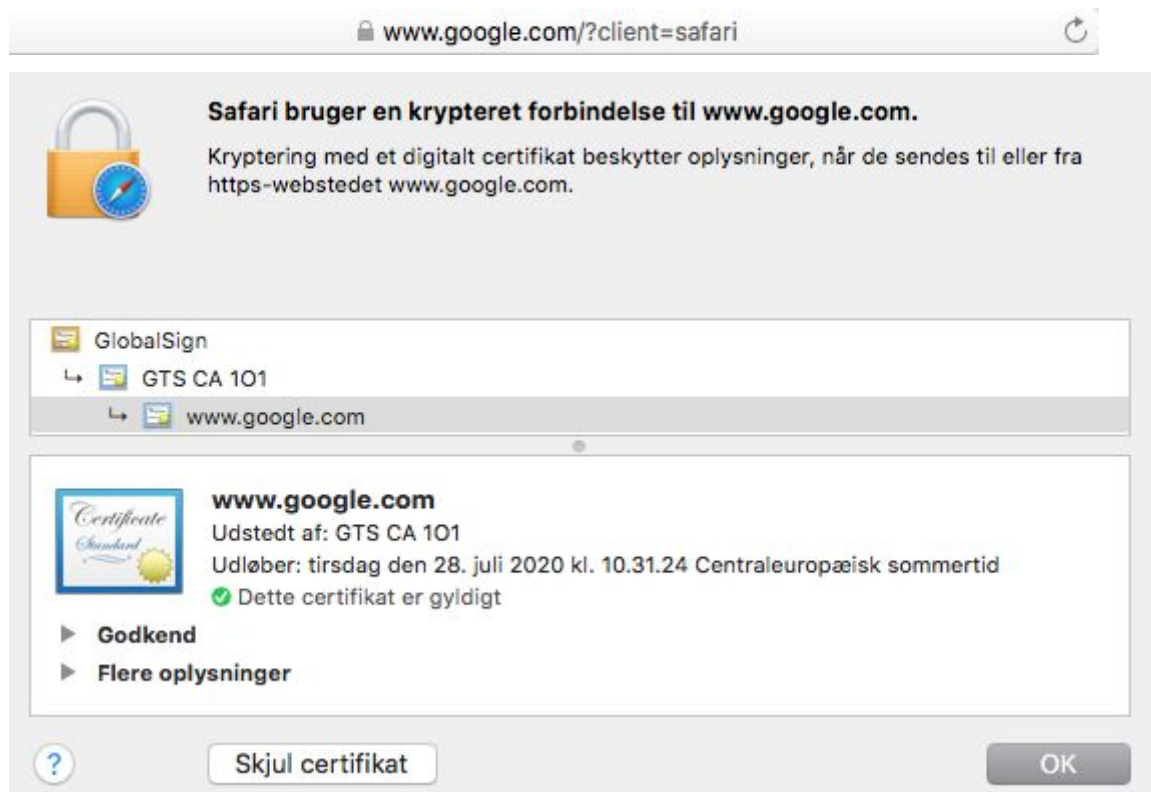 www.google.com/?client=safari
Safari bruger en krypteret forbindelse til www.google.com.
Kryptering med et digitalt certifikat beskytter oplysninger, når de sendes til eller fra
https-webstedet www.google.com.
GlobalSign
GTS CA 1O1
www.google.com
Certificate
Standard
www.google.com
Udstedt af: GTS CA 1O1
Udløber: tirsdag den 28. juli 2020 kl. 10.31.24 Centraleuropæisk sommertid
Dette certifikat er gyldigt
Godkend
Flere oplysninger
?
Skjul certifikat
OK